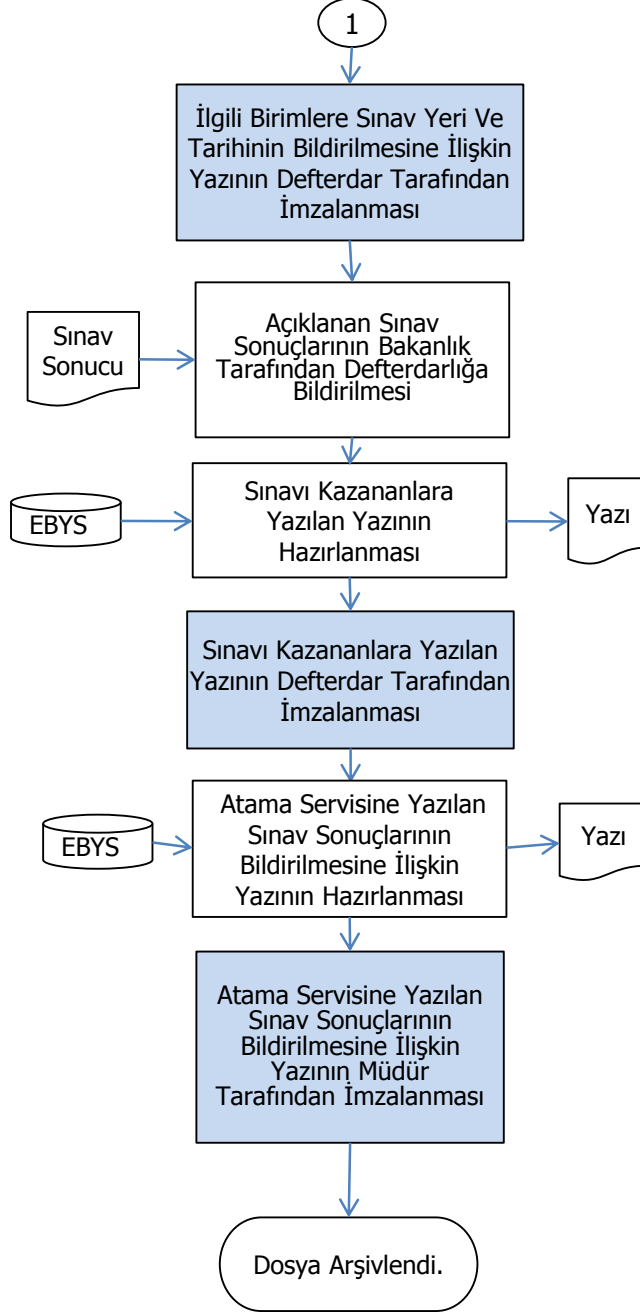 1
İlgili Birimlere Sınav Yeri Ve
Tarihinin Bildirilmesine İlişkin
Yazının Defterdar Tarafından
İmzalanması
Sınav
Sonucu
Açıklanan Sınav
Sonuçlarının Bakanlık
Tarafından Defterdarlığa
Bildirilmesi
EBYS
Sınavı Kazananlara
Yazılan Yazının
Hazırlanması
Yazı
Sınavı Kazananlara Yazılan
Yazının Defterdar Tarafından
İmzalanması
EBYS
Atama Servisine Yazılan
Sınav Sonuçlarının
Bildirilmesine İlişkin
Yazının Hazırlanması
Yazı
Atama Servisine Yazılan
Sınav Sonuçlarının
Bildirilmesine İlişkin
Yazının Müdür
Tarafından İmzalanması
Dosya Arşivlendi.